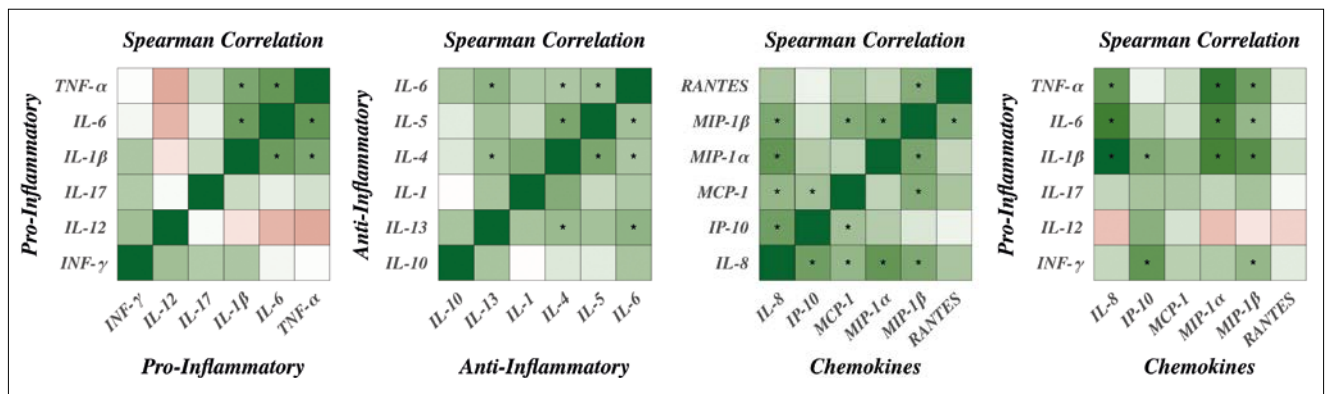 Spearman Correlation
Pro-Inflammatory
TNF-α * *
IL-6 * *
IL-1β * *
IL-17
IL-12
INF-γ
INF-γ IL-12 IL-17 IL-1β IL-6 TNF-α
Pro-Inflammatory
Spearman Correlation
Anti-Inflammatory
IL-6 * * *
IL-5 * *
IL-4 * * *
IL-1
IL-13 * *
IL-10
IL-10 IL-13 IL-1 IL-4 IL-5 IL-6
Anti-Inflammatory
Spearman Correlation
RANTES *
MIP-1β * * * *
MIP-1α * *
MCP-1 * * *
IP-10 * *
IL-8 * * * *
IL-8 IP-10 MCP-1 MIP-1α MIP-1β RANTES
Chemokines
Spearman Correlation
Pro-Inflammatory
TNF-α * * *
IL-6 * * *
IL-1β * * * *
IL-17
IL-12
INF-γ * *
IL-8 IP-10 MCP-1 MIP-1α MIP-1β RANTES
Chemokines